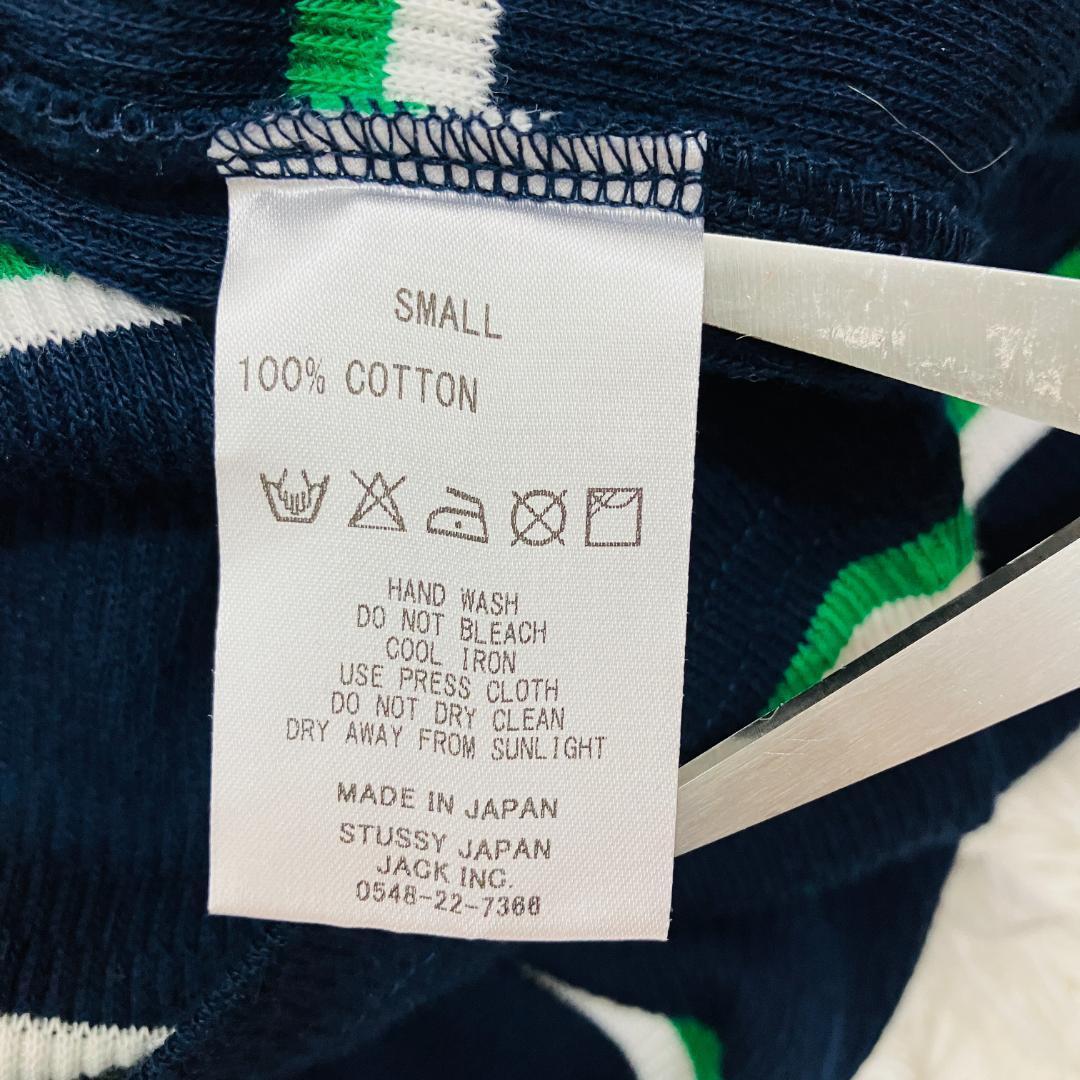 SMALL
100% COTTON
HAND WASH
DO NOT BLEACH
COOL IRON
USE PRESS CLOTH
DO NOT DRY CLEAN
DRY AWAY FROM SUNLIGHT
MADE IN JAPAN
STUSSY JAPAN
JACK INC.
0548-22-7366